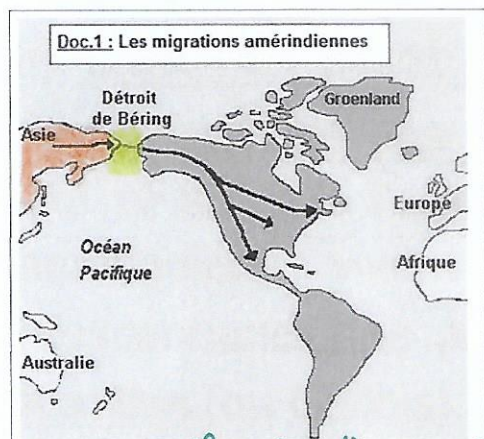 Doc.1 : Les migrations amérindiennes
Détroit
de Béring
Groenland
Asie
Europe
Océan
Pacifique
Afrique
Australie